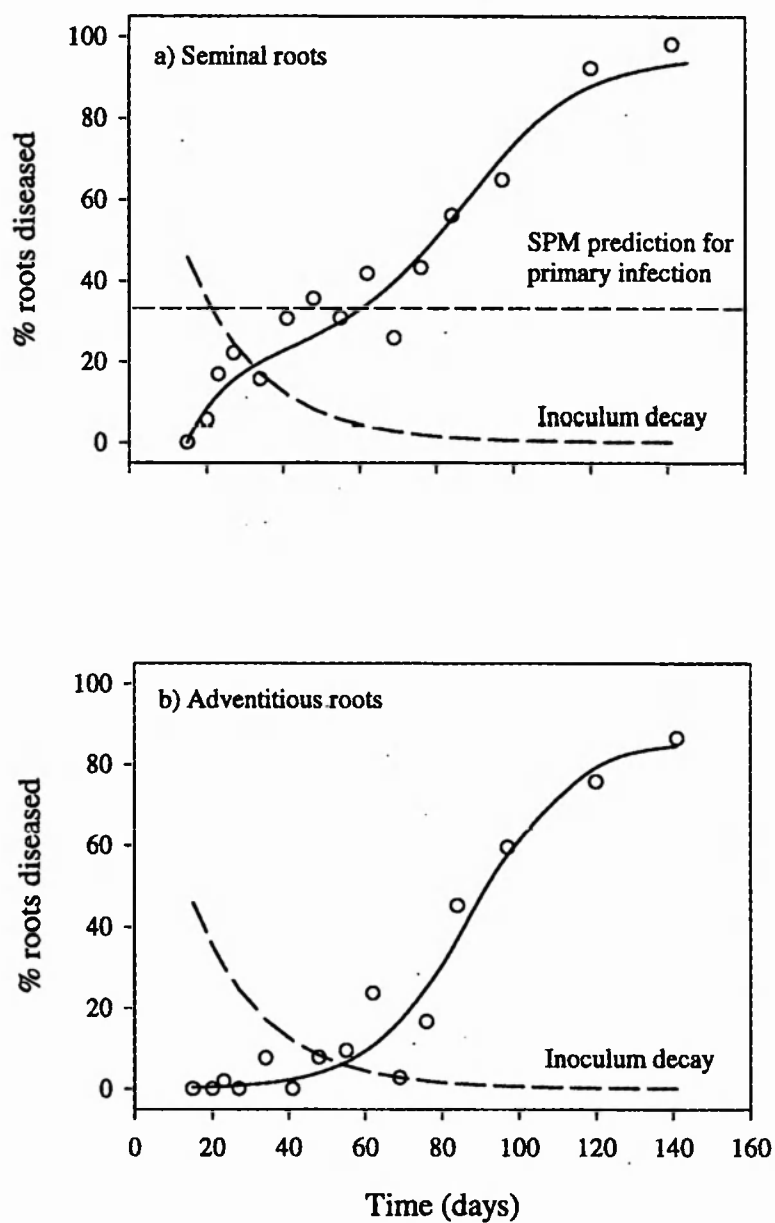 100
80
60
40
20
0
% roots diseased
a) Seminal roots
SPM prediction for
primary infection
Inoculum decay
100
80
60
40
20
0
% roots diseased
b) Adventitious roots
Inoculum decay
0 20 40 60 80 100 120 140 160
Time (days)